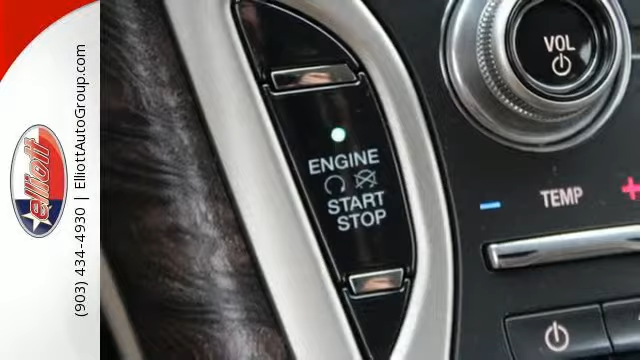 elliott
(903) 434-4930 | ElliottAutoGroup.com
VOL
ENGINE
START
STOP
TEMP